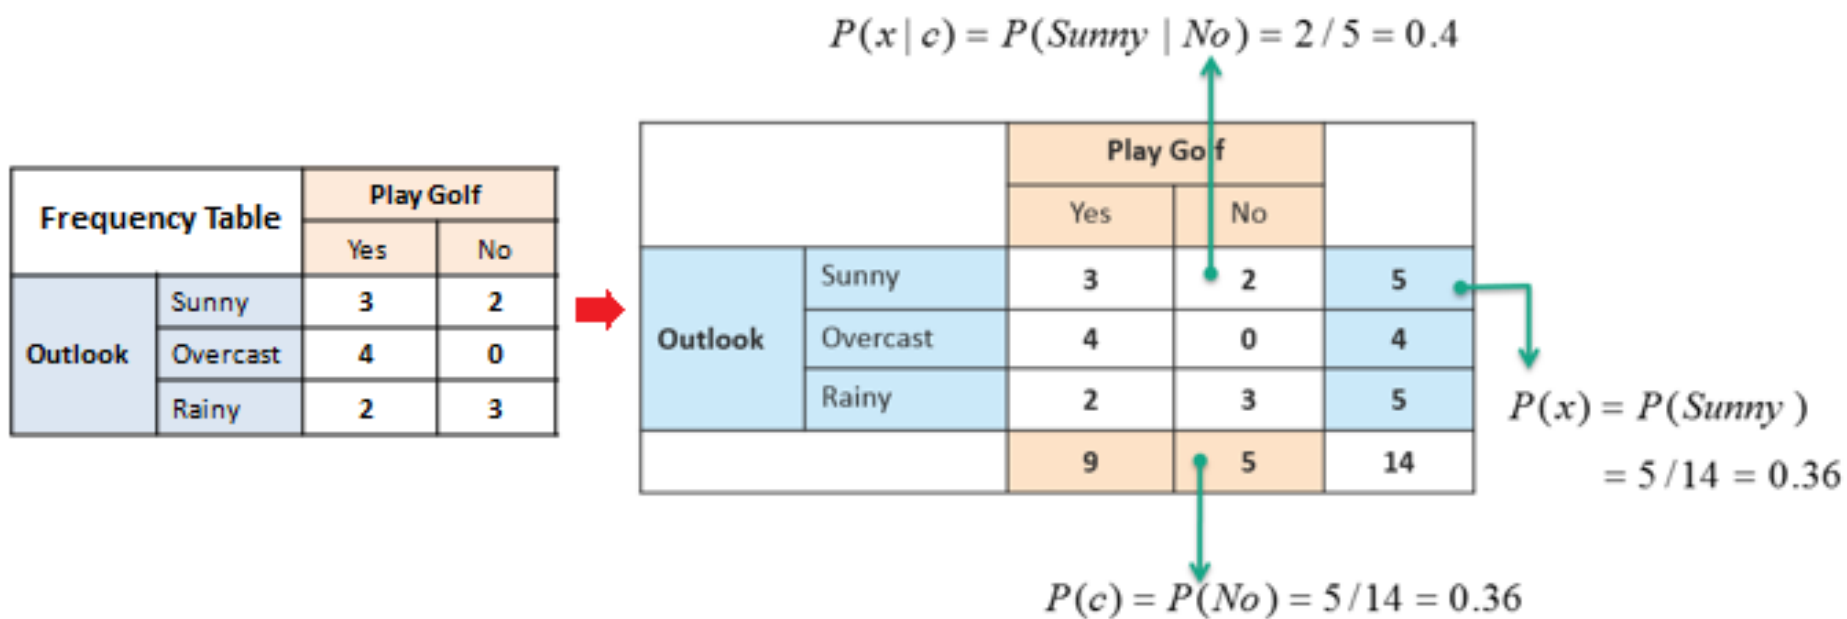 P(x | c) = P(Sunny | No) = 2 / 5 = 0.4
Frequency Table
Play Golf
Yes No
Outlook
Sunny 3 2
Overcast 4 0
Rainy 2 3
Play Golf
Yes No
Outlook
Sunny 3 2 5
Overcast 4 0 4
Rainy 2 3 5
9 5 14
P(x) = P(Sunny )
= 5 /14 = 0.36
P(c) = P(No) = 5 /14 = 0.36